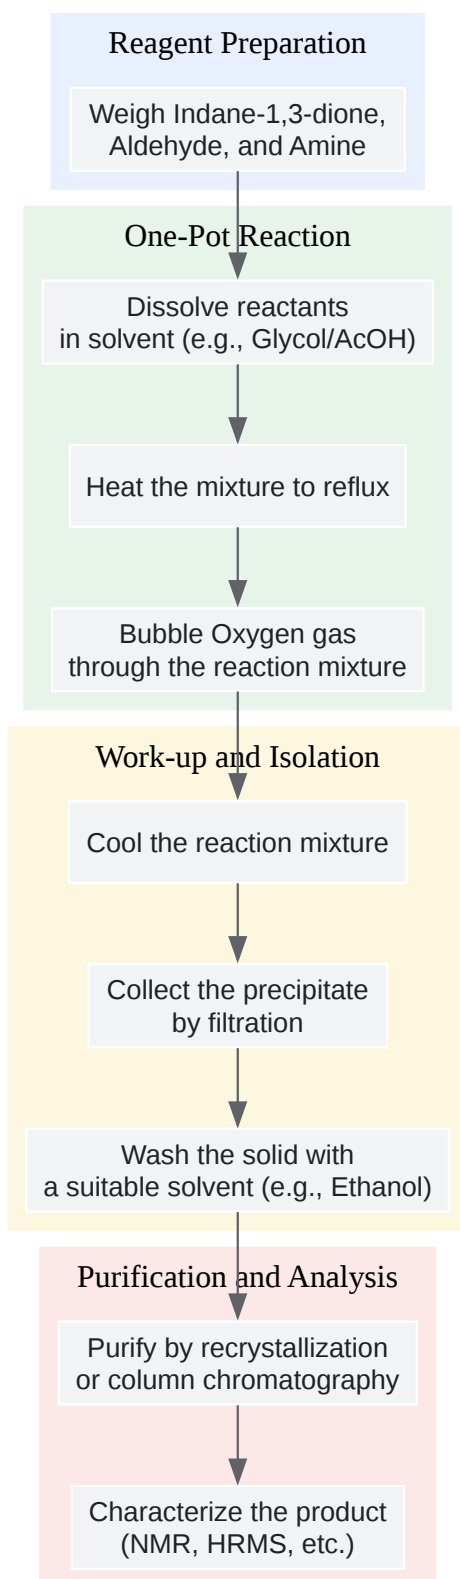 Reagent Preparation
Weigh Indane-1,3-dione,
Aldehyde, and Amine
One-Pot Reaction
Dissolve reactants
in solvent (e.g., Glycol/AcOH)
Heat the mixture to reflux
Bubble Oxygen gas
through the reaction mixture
Work-up and Isolation
Cool the reaction mixture
Collect the precipitate
by filtration
Wash the solid with
a suitable solvent (e.g., Ethanol)
Purification and Analysis
Purify by recrystallization
or column chromatography
Characterize the product
(NMR, HRMS, etc.)